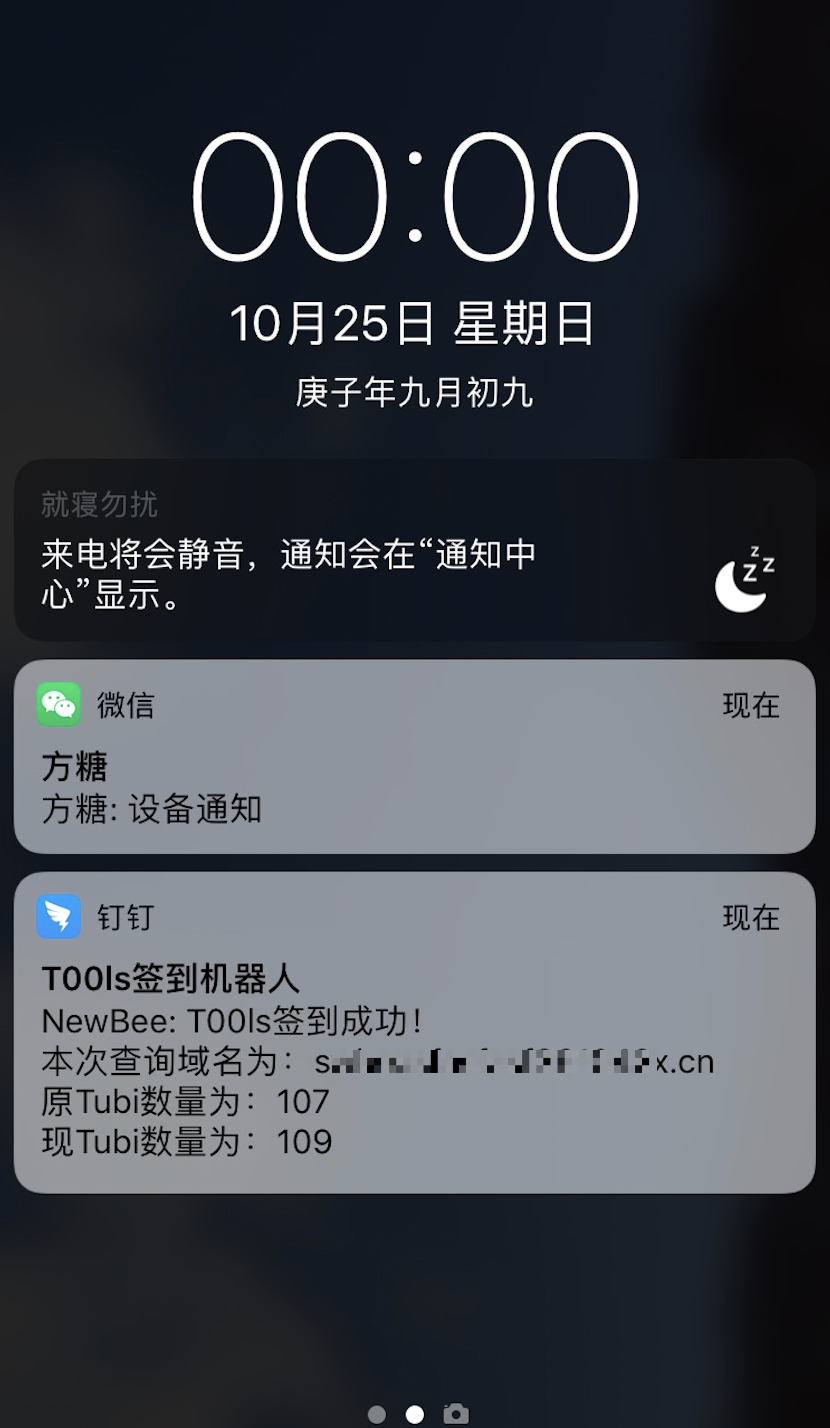 00:00
10月25日 星期日
庚子年九月初九
就寝勿扰
来电将会静音，通知会在“通知中
心”显示。
z z z
微信 现在
方糖
方糖: 设备通知
钉钉 现在
T00ls签到机器人
NewBee: T00ls签到成功！
本次查询域名为：s x.cn
原Tubi数量为：107
现Tubi数量为：109